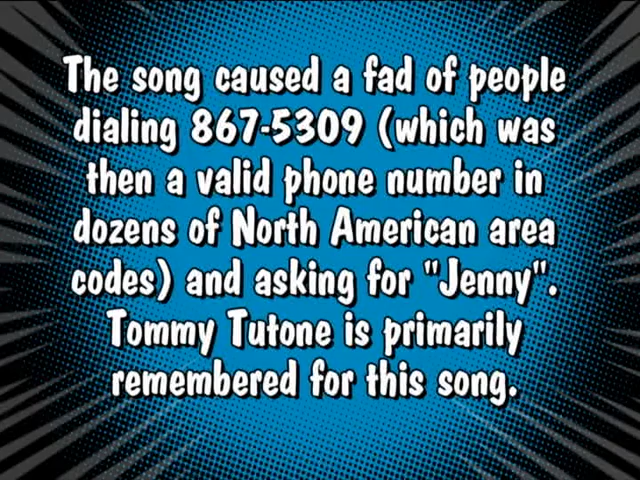 The song caused a fad of people
dialing 867-5309 (which was
then a valid phone number in
dozens of North American area
codes) and asking for "Jenny".
Tommy Tutone is primarily
remembered for this song.